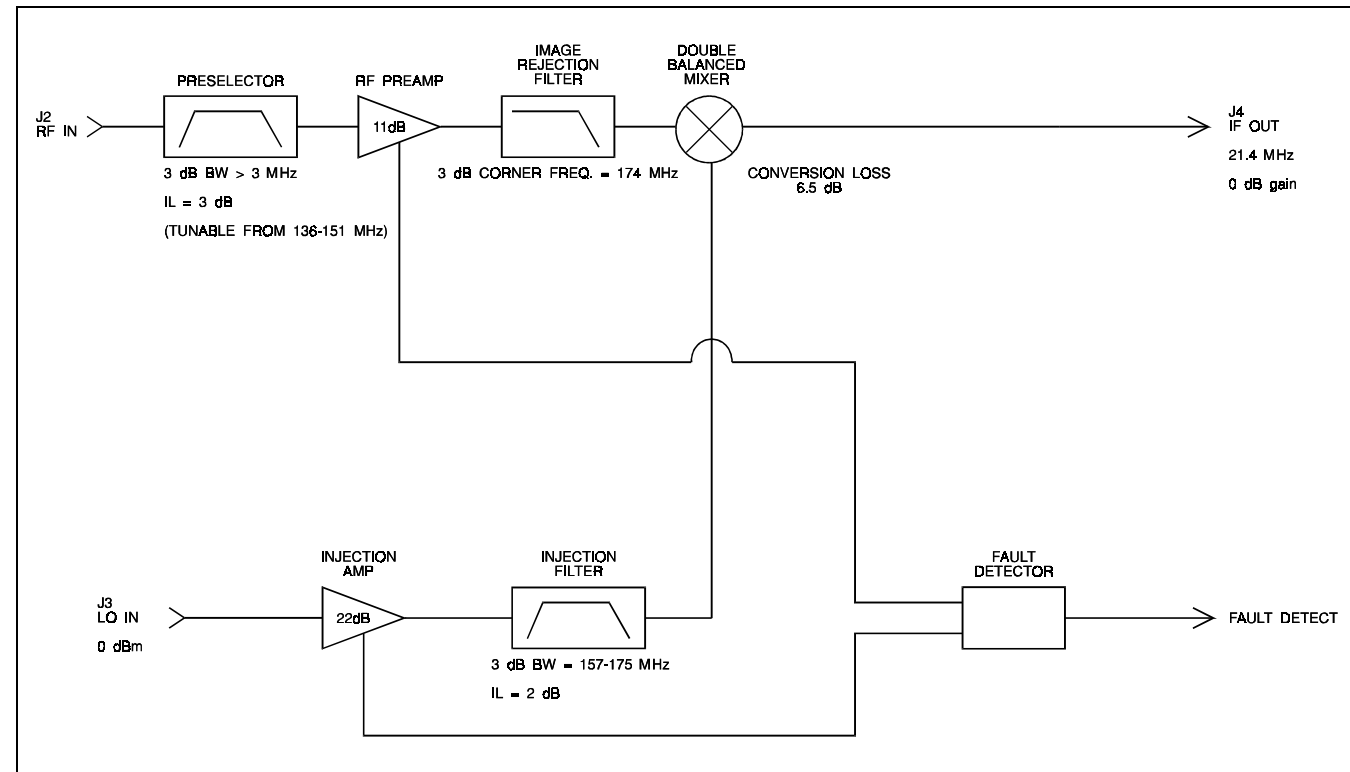 PRESELECTOR
3 dB BW > 3 MHz
IL = 3 dB
(TUNABLE FROM 136-151 MHz)
J2
RF IN
RF PREAMP
11dB
IMAGE
REJECTION
FILTER
3 dB CORNER FREQ. = 174 MHz
DOUBLE
BALANCED
MIXER
CONVERSION LOSS
6.5 dB
J4
IF OUT
21.4 MHz
0 dB gain
J3
LO IN
0 dBm
INJECTION
AMP
22dB
INJECTION
FILTER
3 dB BW = 157-175 MHz
IL = 2 dB
FAULT
DETECTOR
FAULT DETECT